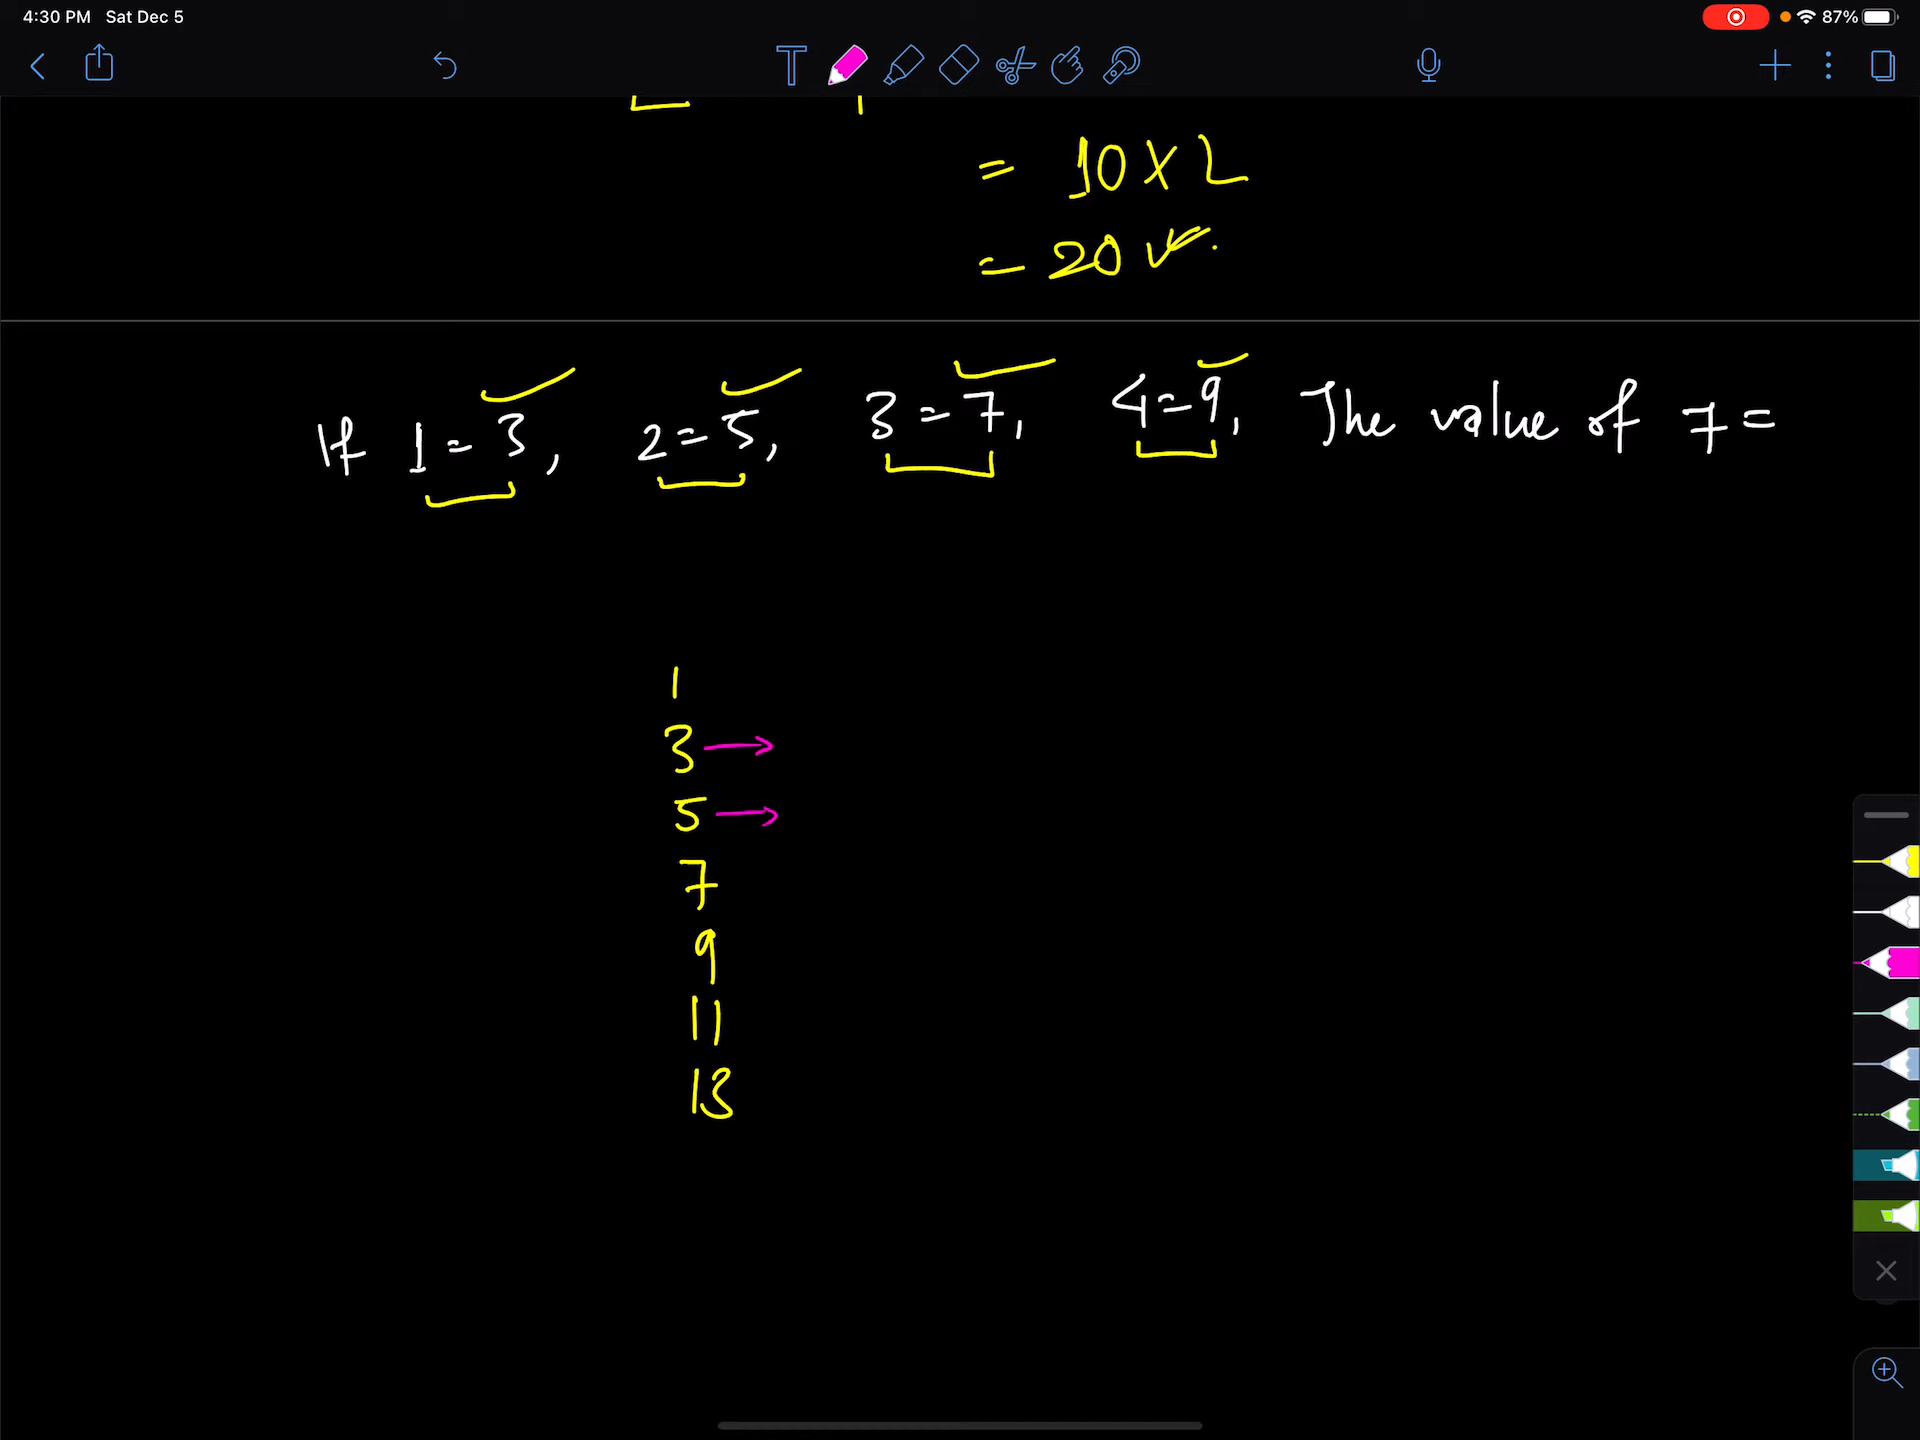 4:30 PM Sat Dec 5
87%
T
= 10 X 2
= 20
If 1 = 3, 2 = 5, 3 = 7, 4 = 9, The value of 7 =
1
3 →
5 →
7
9
11
13